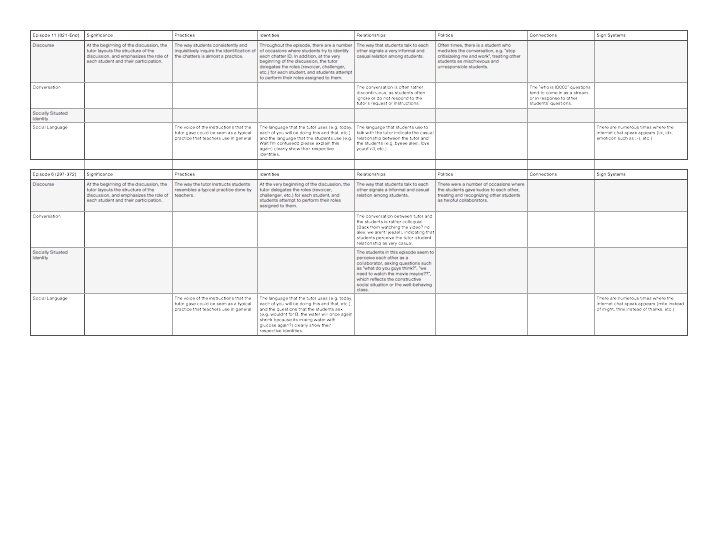 Episode 11 (821-End) Significance Practices Identities Relationships Politics Connections Sign Systems
Discourse
At the beginning of the discussion, the
tutor layouts the structure of the
discussion, and emphasizes the role of
each student and their participation.
The way students consistently and
inquisitively inquire the identification of
the chatters is almost a practice.
Throughout the episode, there are a number
of occasions where students try to identify
each chatter ID. In addition, at the very
beginning of the discussion, the tutor
delegates the roles (revoicer, challenger,
etc.) for each student, and students attempt
to perform their roles assigned to them.
The way that students talk to each
other signals a very informal and
casual relation among students.
Often times, there is a student who
mediates the conversation, e.g. "stop
critisizing me and work", treating other
students as mischievous and
unresponsible students.
Conversation
The conversation is often rather
discontinuous, as students often
ignore or do not respond to the
tutor's request or instructions.
The "who is (ID)?" questions
tend to come in as a stream
or in response to other
students' questions.
Socially Situated
Identity
Social Language
The voice of the instructions that the
tutor gave could be seen as a typical
practice that teachers use in general.
The language that the tutor uses (e.g. today,
each of you will be doing this and that, etc.)
and the language that the students use (e.g.
Wait I'm confused please explain this
again) clearly show their respective
identities.
The language that students use to
talk with the tutor indicate the casual
relationship between the tutor and
the students (e.g. byeee alex, love
you!! <3, etc.)
There are numerous times where the
internet chat speak appears (lol, idk,
emoticon such as :-), etc.)
Episode 6 (297-372) Significance Practices Identities Relationships Politics Connections Sign Systems
Discourse
At the beginning of the discussion, the
tutor layouts the structure of the
discussion, and emphasizes the role of
each student and their participation.
The way the tutor instructs students
resembles a typical practice done by
teachers.
At the very beginning of the discussion, the
tutor delegates the roles (revoicer,
challenger, etc.) for each student, and
students attempt to perform their roles
assigned to them.
The way that students talk to each
other signals a informal and casual
relation among students.
There were a number of occasions where
the students gave kudos to each other,
treating and recognizing other students
as helpful collaborators.
Conversation
The conversation between tutor and
the students is rather colloquial
(Back from watching the video? no
alex, we arent jeesh!), indicating that
students perceive the tutor-student
relationship as very casual.
Socially Situated
Identity
The students in this episode seem to
perceive each other as a
collaborator, asking questions such
as "what do you guys think?", "we
need to watch the movie maybe??",
which reflects the constructive
social situation or the well-behaving
class.
Social Language
The voice of the instructions that the
tutor gave could be seen as a typical
practice that teachers use in general.
The language that the tutor uses (e.g. today,
each of you will be doing this and that, etc.)
and the questions that the students ask
(e.g. wouldnt for B, the water will once again
shrink because its mixing water with
glucose again?) clearly show their
respective identities.
There are numerous times where the
internet chat speak appears (mite instead
of might, thnx instead of thanks, etc.)